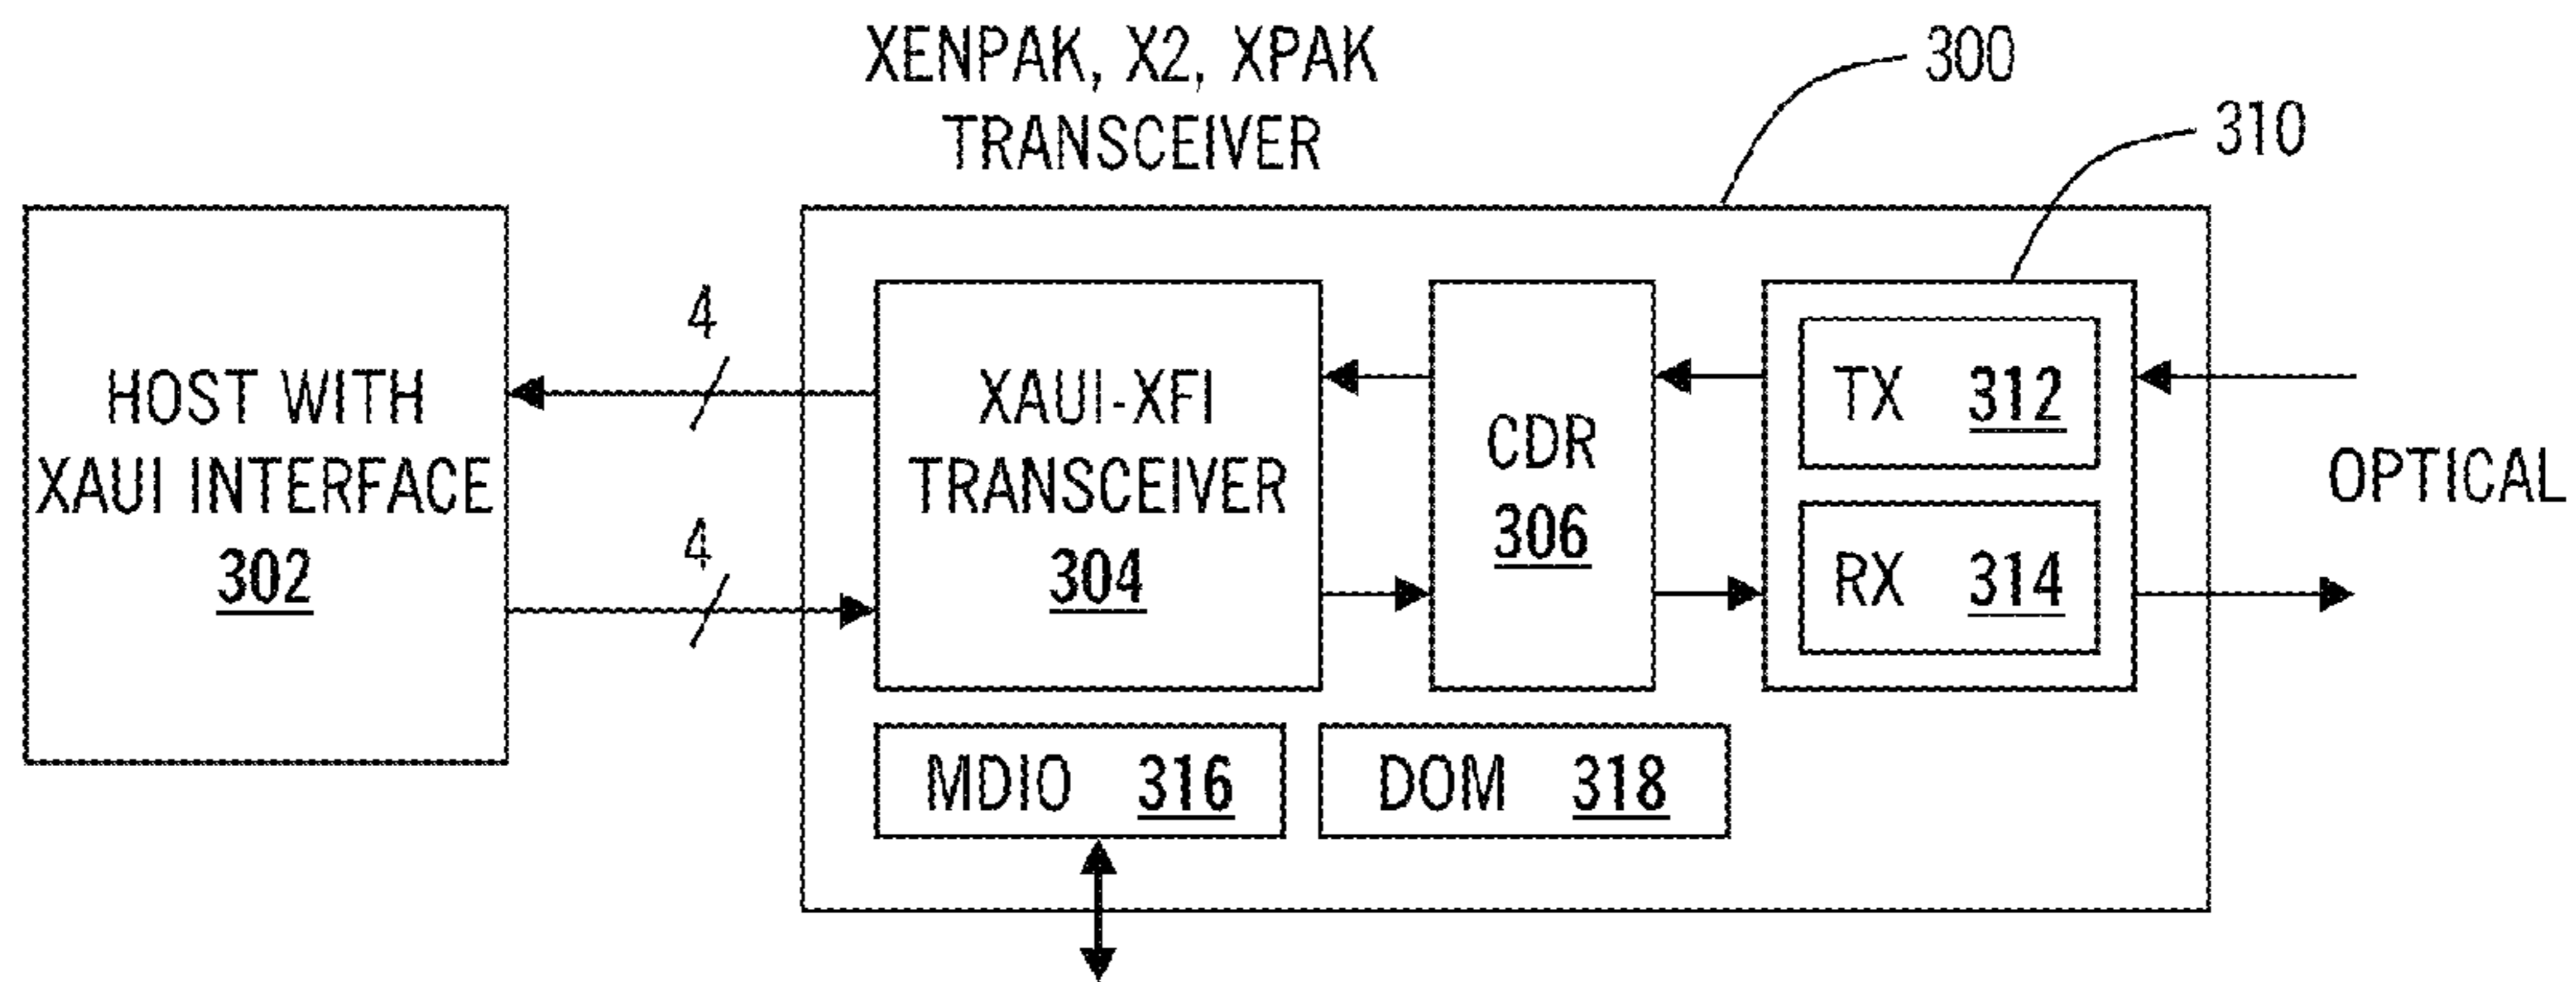 XENPAK, X2, XPAK
TRANSCEIVER
300
310
HOST WITH
XAUI INTERFACE
302
4
4
XAUI-XFI
TRANSCEIVER
304
CDR
306
TX 312
RX 314
OPTICAL
MDIO 316
DOM 318